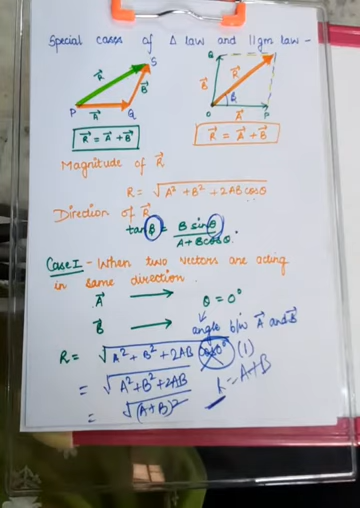 Special cases of Δ law and ||gm law -
P Q S R⃗ A⃗ B⃗
O P Q R⃗ A⃗ B⃗ θ
R⃗ = A⃗ + B⃗
R⃗ = A⃗ + B⃗
Magnitude of R⃗
R = √A² + B² + 2AB cosθ
Direction of R⃗
tan β = B sinθ / A + B cosθ
Case I - When two vectors are acting
in same direction.
A⃗ → θ = 0°
B⃗ → angle b/w A⃗ and B⃗
R = √A² + B² + 2AB cos0° (1)
= √A² + B² + 2AB
= √(A+B)²
R = A+B